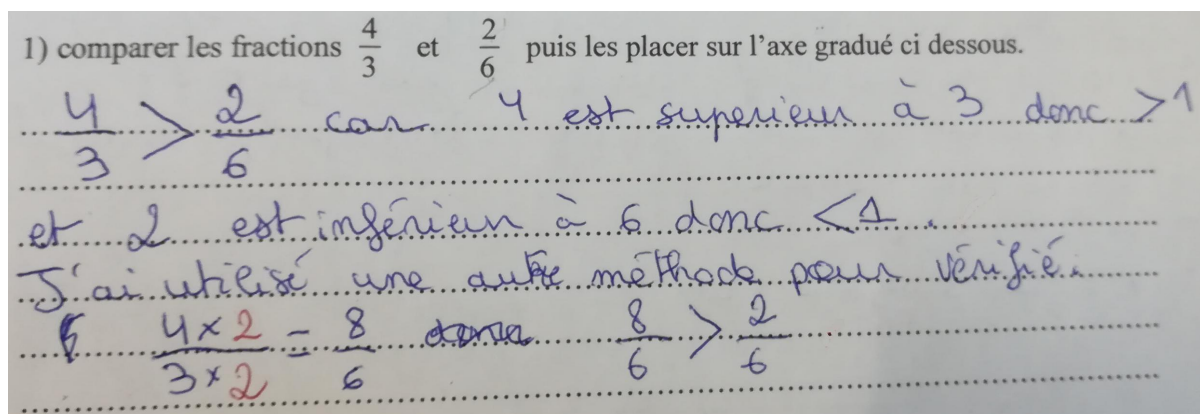 1) comparer les fractions 4/3 et 2/6 puis les placer sur l'axe gradué ci dessous.
4/3 > 2/6 car 4 est superieur à 3 donc > 1
et 2 est inférieur à 6 donc < 1.
J'ai utilisé une autre méthode pour vérifié.
4 × 2 / 3 × 2 = 8/6 donc 8/6 > 2/6